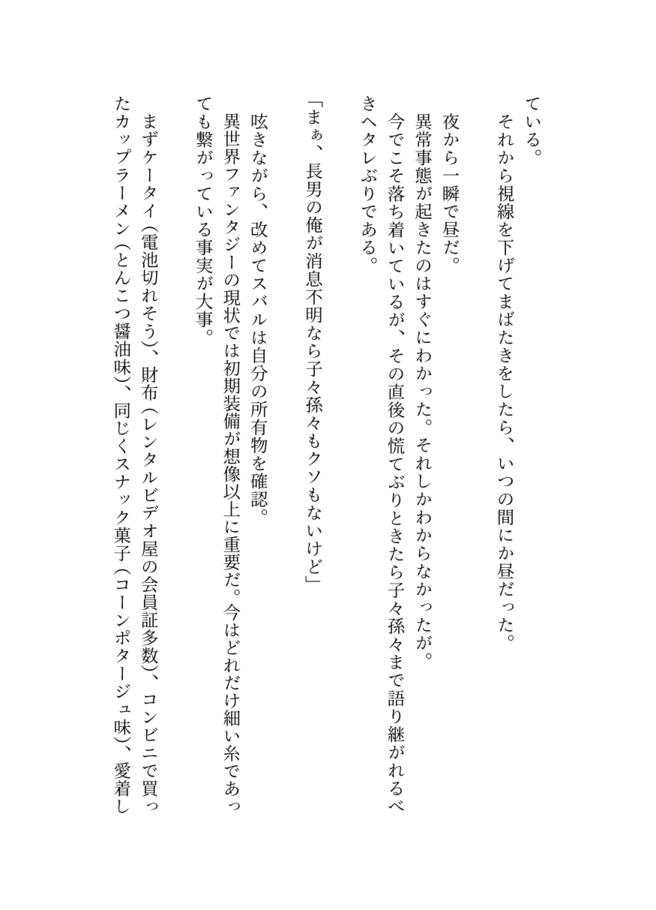 ている。
それから視線を下げてまばたきをしたら、いつの間にか昼だった。
夜から一瞬で昼だ。
異常事態が起きたのはすぐにわかった。それしかわからなかったが。
今でこそ落ち着いているが、その直後の慌てぶりときたら子々孫々まで語り継がれるべ
きヘタレぶりである。
「まぁ、長男の俺が消息不明なら子々孫々もクソもないけど」
呟きながら、改めてスバルは自分の所有物を確認。
異世界ファンタジーの現状では初期装備が想像以上に重要だ。今はどれだけ細い糸であっ
ても繋がっている事実が大事。
まずケータイ（電池切れそう）、財布（レンタルビデオ屋の会員証多数）、コンビニで買っ
たカップラーメン（とんこつ醤油味）、同じくスナック菓子（コーンポタージュ味）、愛着し